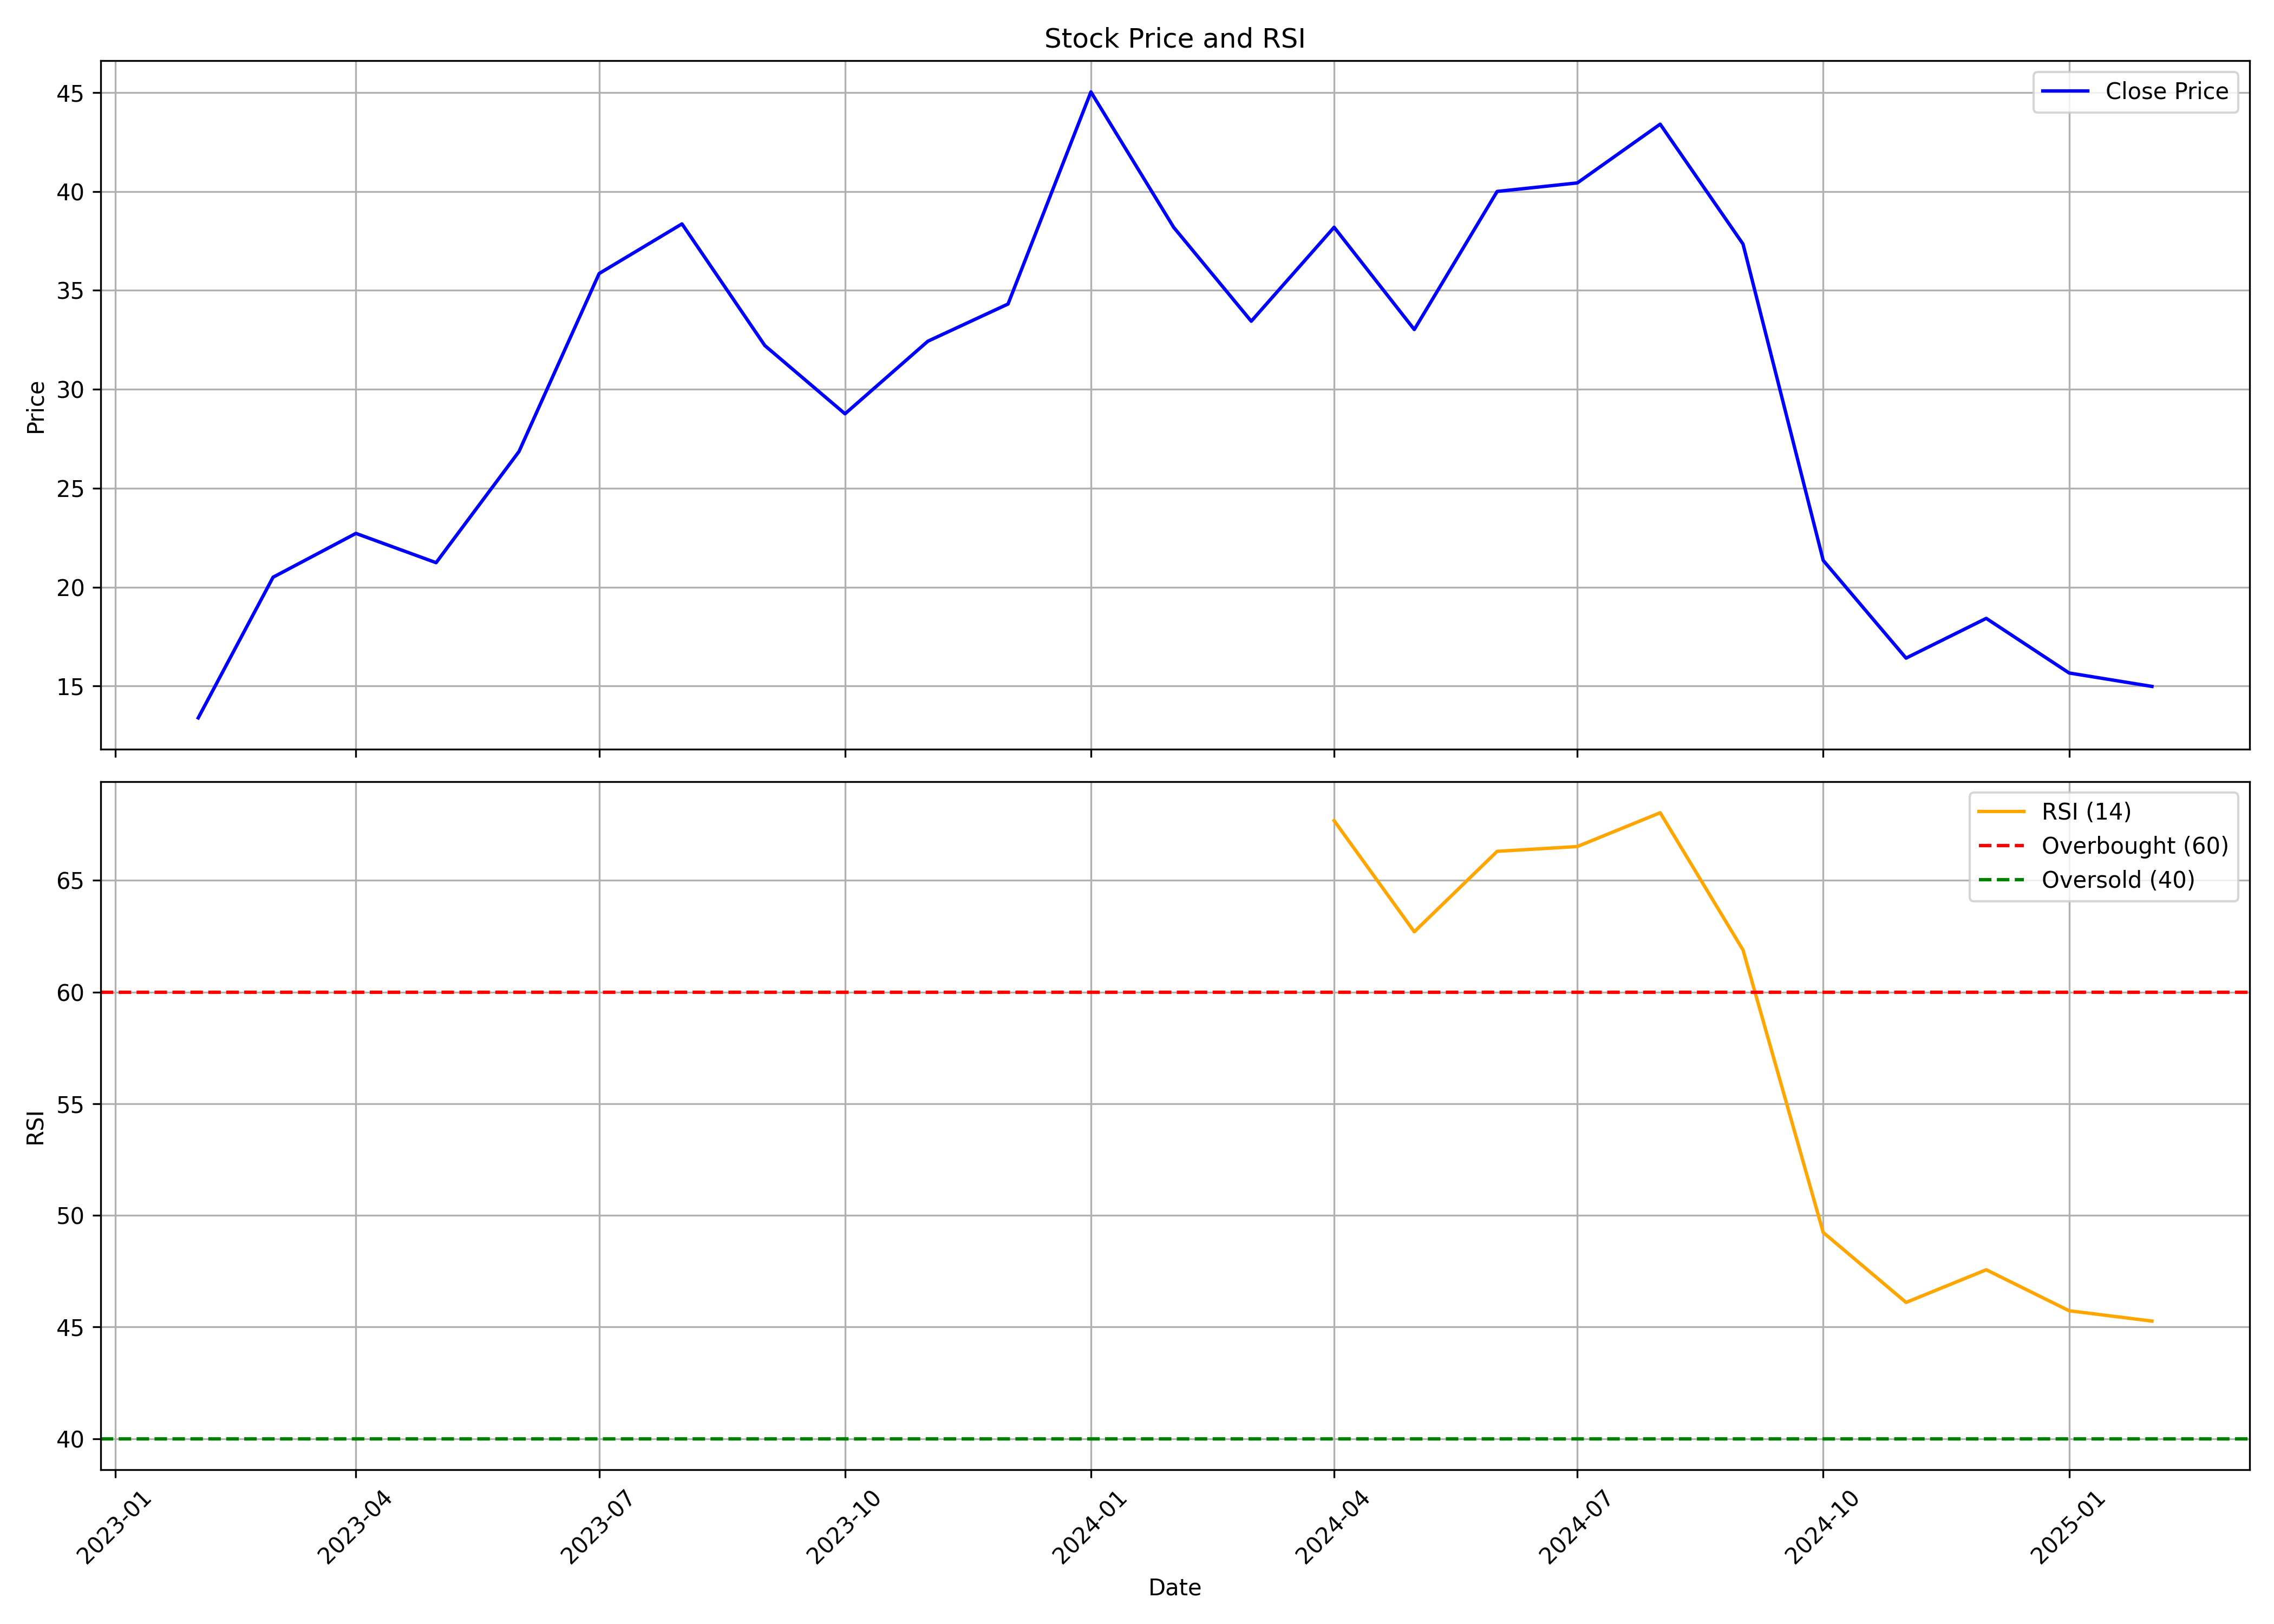 Stock Price and RSI
45
40
35
30
25
20
15
Price
Close Price
65
60
55
50
45
40
RSI
RSI (14)
Overbought (60)
Oversold (40)
2023-01
2023-04
2023-07
2023-10
2024-01
2024-04
2024-07
2024-10
2025-01
Date